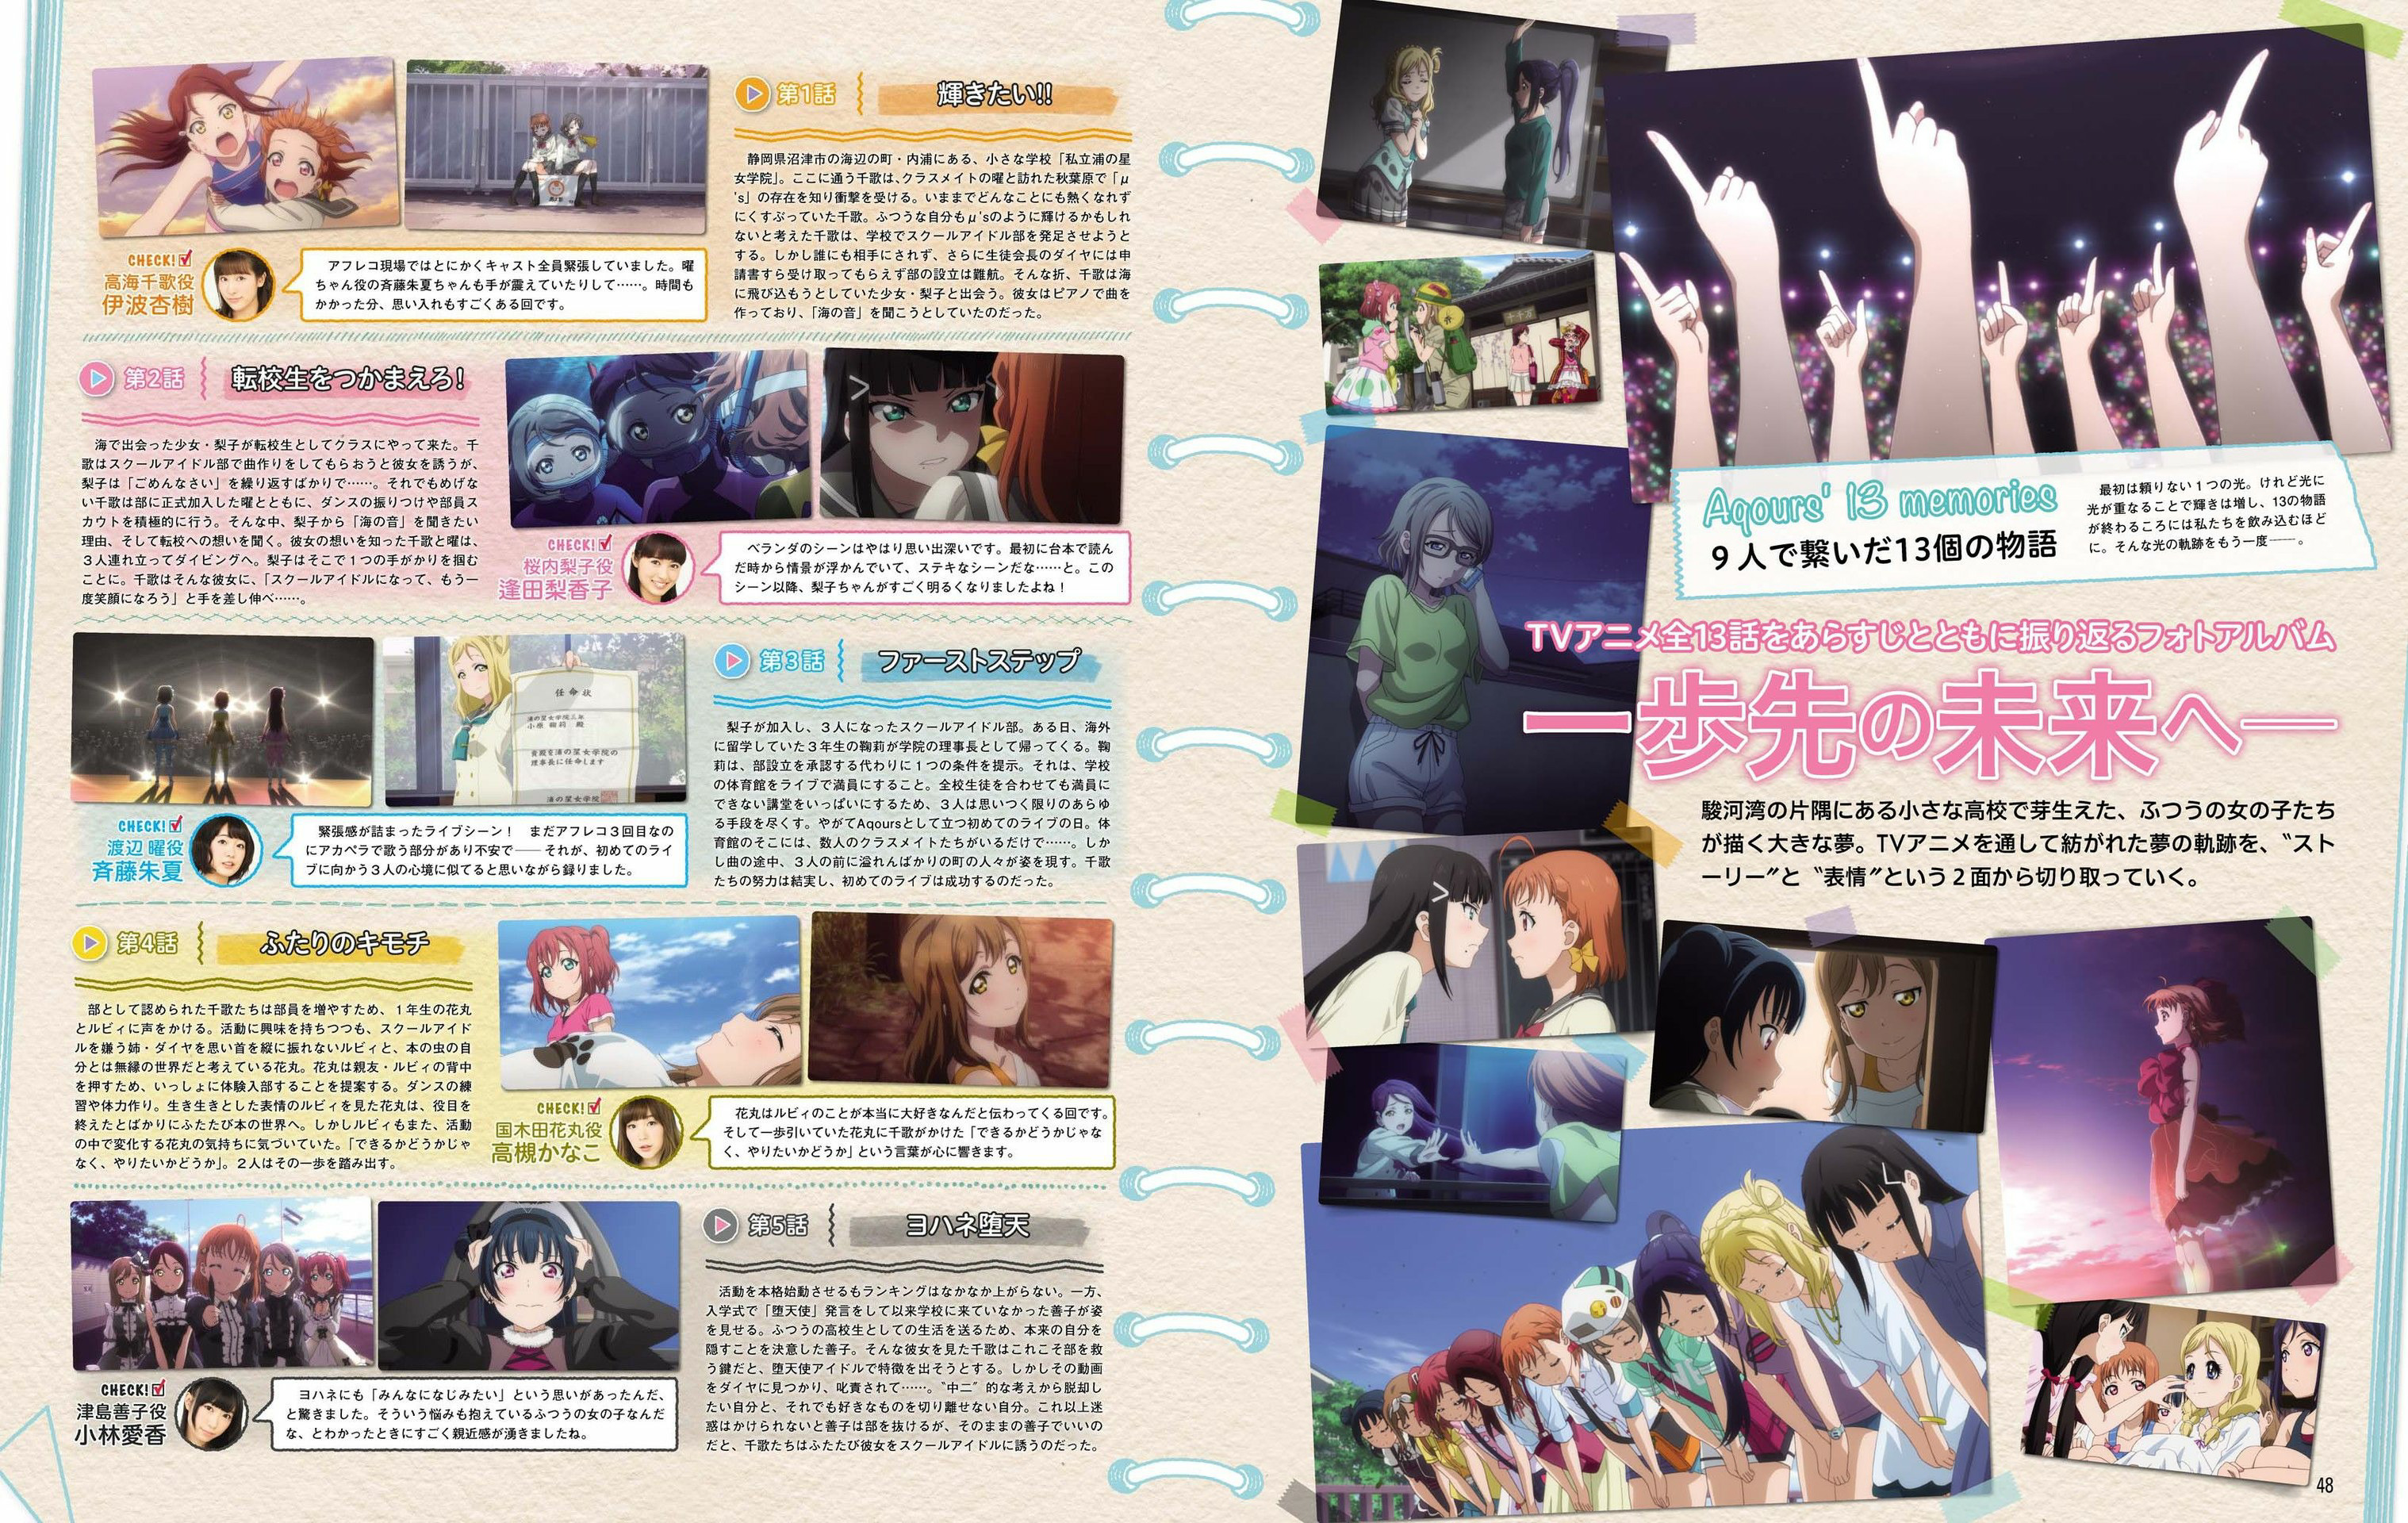 Aqours' 13 memories
9人で繋いだ13個の物語
最初は頼りない1つの光。けれど光に
光が重なることで輝きは増し、13の物語
が終わるころには私たちを飲み込むほど
に。そんな光の軌跡をもう一度――。
TVアニメ全13話をあらすじとともに振り返るフォトアルバム
一歩先の未来へ―
駿河湾の片隅にある小さな高校で芽生えた、ふつうの女の子たち
が描く大きな夢。TVアニメを通して紡がれた夢の軌跡を、〝スト
ーリー〟と〝表情〟という2面から切り取っていく。
48
第1話
輝きたい!!
静岡県沼津市の海辺の町・内浦にある、小さな学校「私立浦の星
女学院」。ここに通う千歌は、クラスメイトの曜と訪れた秋葉原で「μ
's」の存在を知り衝撃を受ける。いままでどんなことにも熱くなれず
にくすぶっていた千歌。ふつうな自分もμ'sのように輝けるかもしれ
ないと考えた千歌は、学校でスクールアイドル部を発足させようと
する。しかし誰にも相手にされず、さらに生徒会長のダイヤには申
請書すら受け取ってもらえず部の設立は難航。そんな折、千歌は海
に飛び込もうとしていた少女・梨子と出会う。彼女はピアノで曲を
作っており、「海の音」を聞こうとしていたのだった。
CHECK!
高海千歌役
伊波杏樹
アフレコ現場ではとにかくキャスト全員緊張していました。曜
ちゃん役の斉藤朱夏ちゃんも手が震えていたりして……。時間も
かかった分、思い入れもすごくある回です。
第2話
転校生をつかまえろ!
海で出会った少女・梨子が転校生としてクラスにやって来た。千
歌はスクールアイドル部で曲作りをしてもらおうと彼女を誘うが、
梨子は「ごめんなさい」を繰り返すばかりで……。それでもめげな
い千歌は部に正式加入した曜とともに、ダンスの振りつけや部員ス
カウトを積極的に行う。そんな中、梨子から「海の音」を聞きたい
理由、そして転校への想いを聞く。彼女の想いを知った千歌と曜は、
3人連れ立ってダイビングへ。梨子はそこで1つの手がかりを掴む
ことに。千歌はそんな彼女に、「スクールアイドルになって、もう一
度笑顔になろう」と手を差し伸べ……。
CHECK!
桜内梨子役
逢田梨香子
ベランダのシーンはやはり思い出深いです。最初に台本で読ん
だ時から情景が浮かんでいて、ステキなシーンだな……と。この
シーン以降、梨子ちゃんがすごく明るくなりましたよね!
第3話
ファーストステップ
梨子が加入し、3人になったスクールアイドル部。ある日、海外
に留学していた3年生の鞠莉が学院の理事長として帰ってくる。鞠
莉は、部設立を承認する代わりに1つの条件を提示。それは、学校
の体育館をライブで満員にすること。全校生徒を合わせても満員に
できない講堂をいっぱいにするため、3人は思いつく限りのあらゆ
る手段を尽くす。やがてAqoursとして立つ初めてのライブの日。体
育館のそこには、数人のクラスメイトたちがいるだけで……。しか
し曲の途中、3人の前に溢れんばかりの町の人々が姿を現す。千歌
たちの努力は結実し、初めてのライブは成功するのだった。
任命状
浦の星女学院三年
小原鞠莉 殿
貴殿を浦の星女学院の
理事長に任命します
浦の星女学院
CHECK!
渡辺 曜役
斉藤朱夏
緊張感が詰まったライブシーン! まだアフレコ3回目なの
にアカペラで歌う部分があり不安で――それが、初めてのライ
ブに向かう3人の心境に似てると思いながら録りました。
第4話
ふたりのキモチ
部として認められた千歌たちは部員を増やすため、1年生の花丸
とルビィに声をかける。活動に興味を持ちつつも、スクールアイド
ルを嫌う姉・ダイヤを思い首を縦に振れないルビィと、本の虫の自
分とは無縁の世界だと考えている花丸。花丸は親友・ルビィの背中
を押すため、いっしょに体験入部することを提案する。ダンスの練
習や体力作り。生き生きとした表情のルビィを見た花丸は、役目を
終えたとばかりにふたたび本の世界へ。しかしルビィもまた、活動
の中で変化する花丸の気持ちに気づいていた。「できるかどうかじゃ
なく、やりたいかどうか」。2人はその一歩を踏み出す。
CHECK!
国木田花丸役
高槻かなこ
花丸はルビィのことが本当に大好きなんだと伝わってくる回です。
そして一歩引いていた花丸に千歌がかけた「できるかどうかじゃな
く、やりたいかどうか」という言葉が心に響きます。
第5話
ヨハネ堕天
活動を本格始動させるもランキングはなかなか上がらない。一方、
入学式で「堕天使」発言をして以来学校に来ていなかった善子が姿
を見せる。ふつうの高校生としての生活を送るため、本来の自分を
隠すことを決意した善子。そんな彼女を見た千歌はこれこそ部を救
う鍵だと、堕天使アイドルで特徴を出そうとする。しかしその動画
をダイヤに見つかり、叱責されて……。〝中二〟的な考えから脱却し
たい自分と、それでも好きなものを切り離せない自分。これ以上迷
惑はかけられないと善子は部を抜けるが、そのままの善子でいいの
だと、千歌たちはふたたび彼女をスクールアイドルに誘うのだった。
CHECK!
津島善子役
小林愛香
ヨハネにも「みんなになじみたい」という思いがあったんだ、
と驚きました。そういう悩みも抱えているふつうの女の子なんだ
な、とわかったときにすごく親近感が湧きましたね。